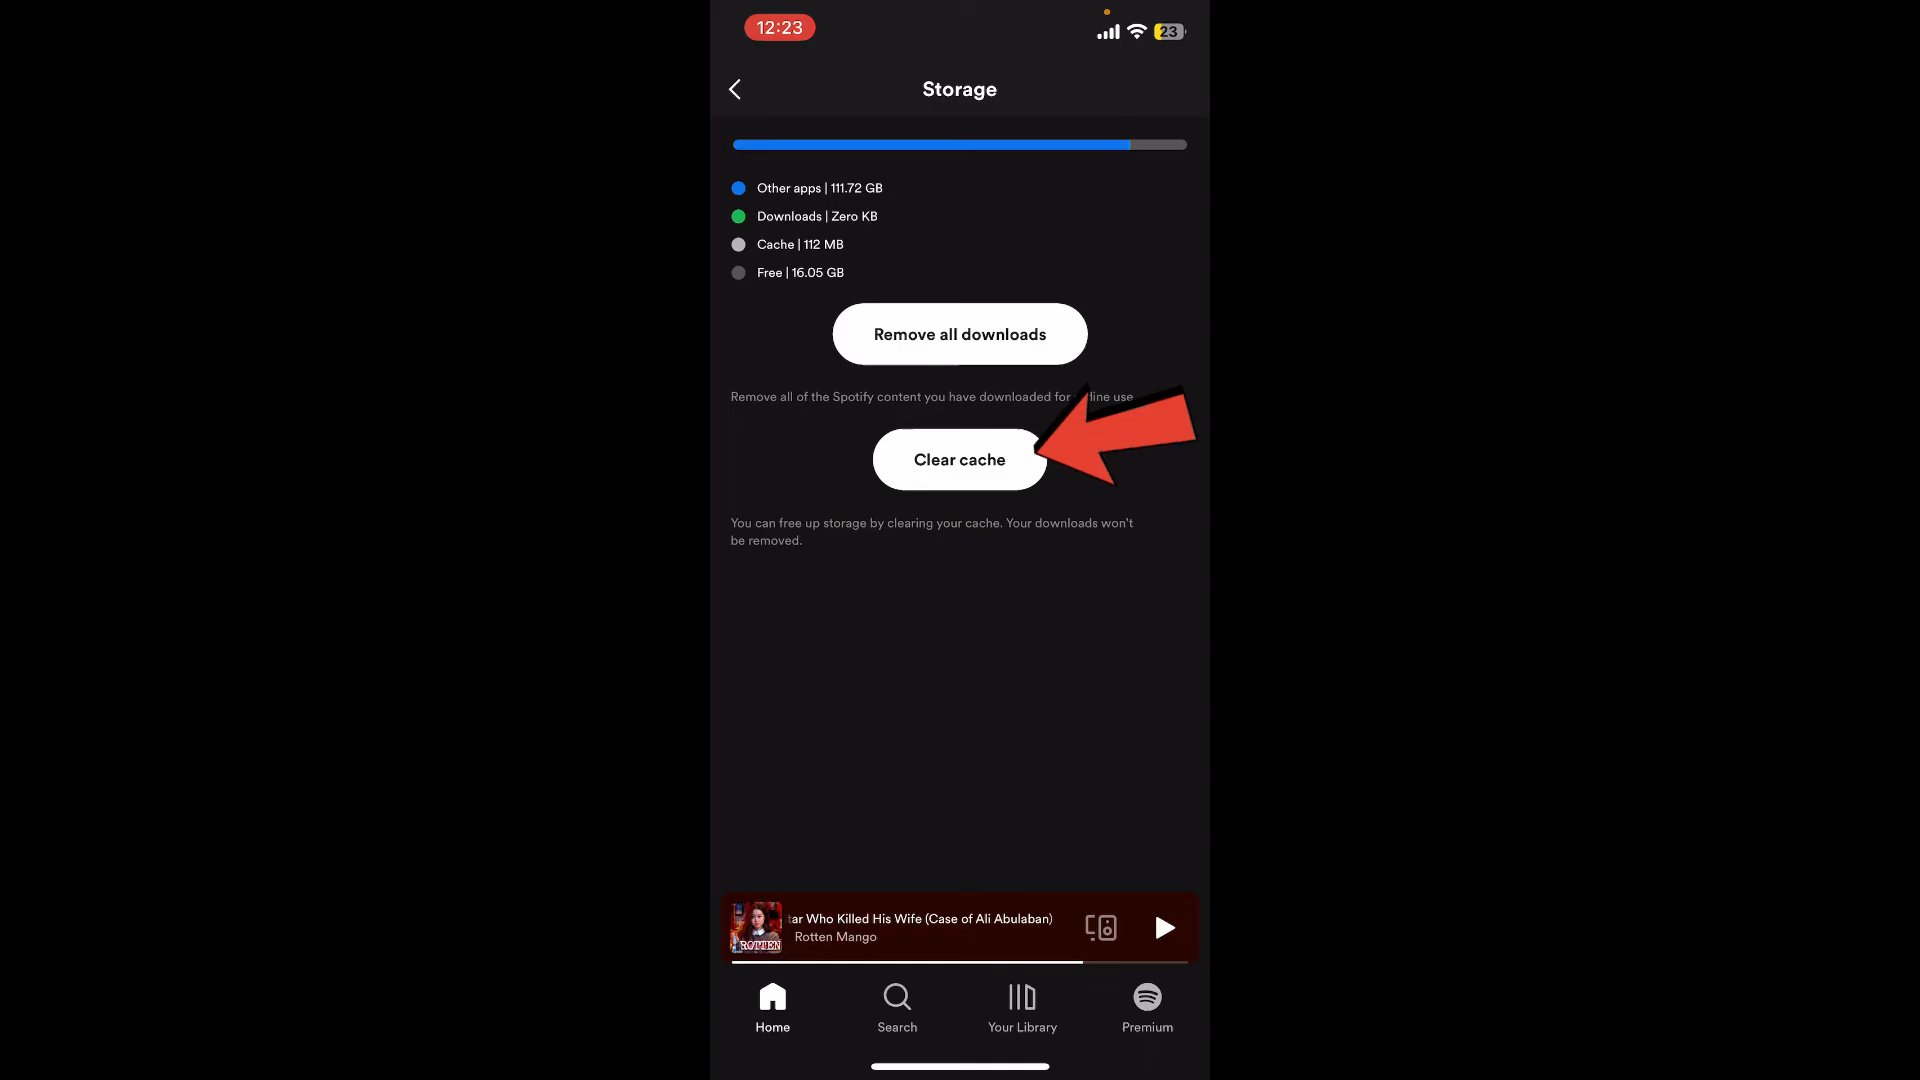 12:23
23
Storage
Other apps | 111.72 GB
Downloads | Zero KB
Cache | 112 MB
Free | 16.05 GB
Remove all downloads
Remove all of the Spotify content you have downloaded for line use
Clear cache
You can free up storage by clearing your cache. Your downloads won't
be removed.
tar Who Killed His Wife (Case of Ali Abulaban)
Rotten Mango
ROTTEN
Home
Search
Your Library
Premium